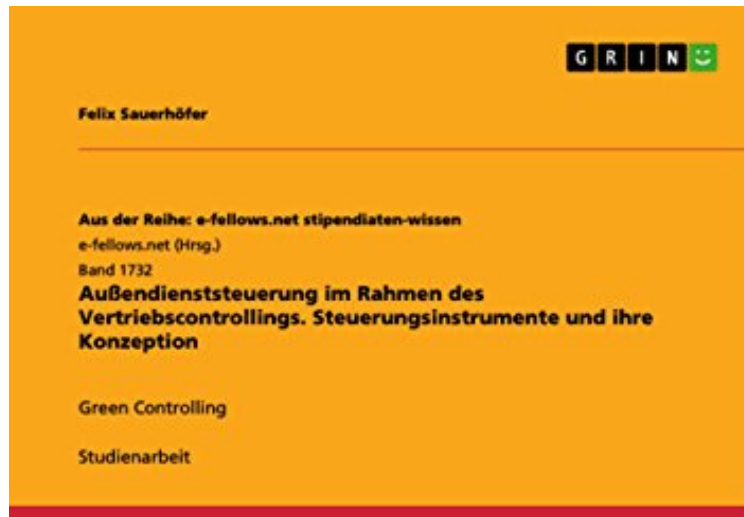 GRIN
Felix Sauerhöfer
Aus der Reihe: e-fellows.net stipendiaten-wissen
e-fellows.net (Hrsg.)
Band 1732
Außendienststeuerung im Rahmen des
Vertriebscontrollings. Steuerungsinstrumente und ihre
Konzeption
Green Controlling
Studienarbeit